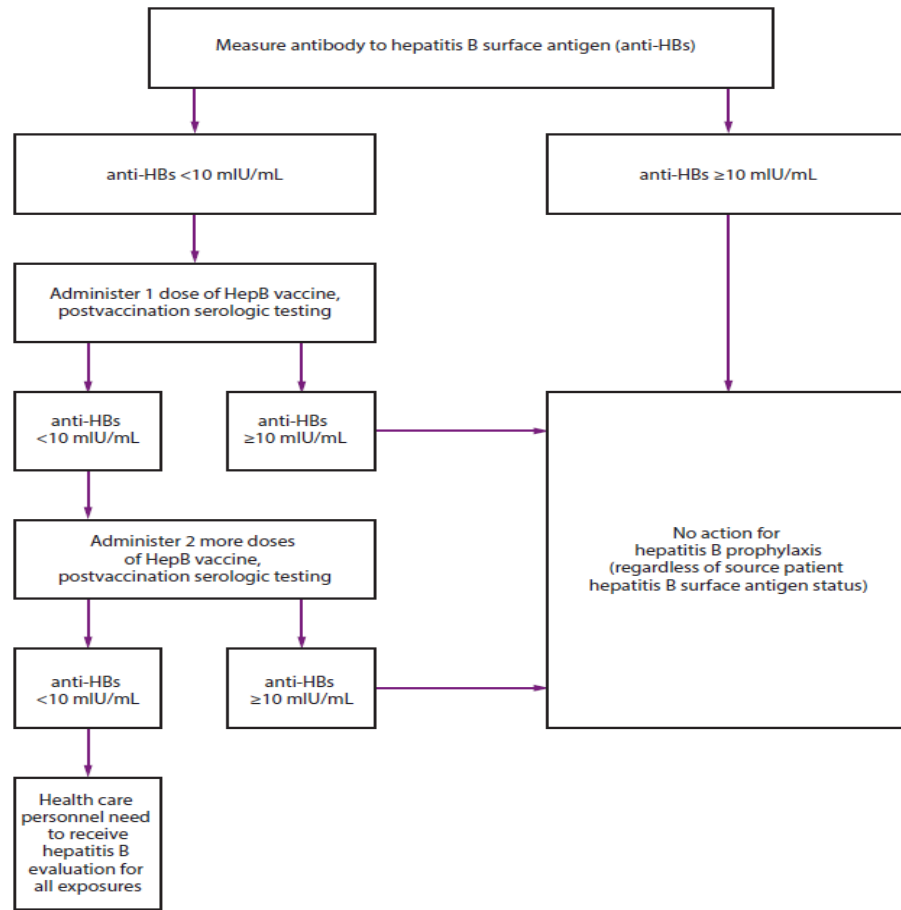 Measure antibody to hepatitis B surface antigen (anti-HBs)
anti-HBs <10 mIU/mL
anti-HBs ≥10 mIU/mL
Administer 1 dose of HepB vaccine,
postvaccination serologic testing
anti-HBs
<10 mIU/mL
anti-HBs
≥10 mIU/mL
No action for
hepatitis B prophylaxis
(regardless of source patient
hepatitis B surface antigen status)
Administer 2 more doses
of HepB vaccine,
postvaccination serologic testing
anti-HBs
<10 mIU/mL
anti-HBs
≥10 mIU/mL
Health care
personnel need
to receive
hepatitis B
evaluation for
all exposures